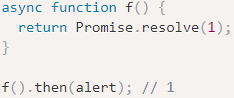 async function f() {
  return Promise.resolve(1);
}

f().then(alert); // 1